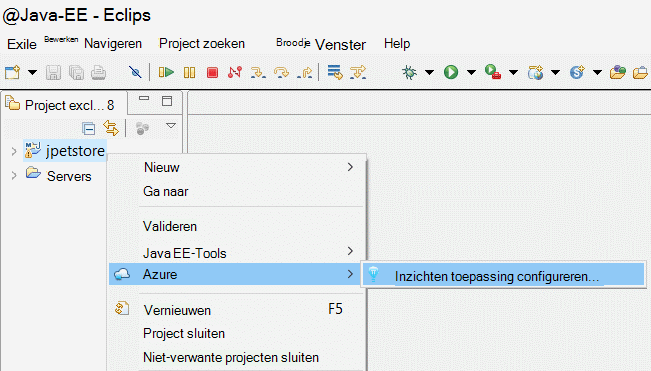 @Java-EE - Eclips
Exile Bewerken Navigeren Project zoeken Broodje Venster Help
Project excl... 8
jpetstore
Servers
Nieuw
Ga naar
Valideren
Java EE-Tools
Azure
Inzichten toepassing configureren...
Vernieuwen F5
Project sluiten
Niet-verwante projecten sluiten